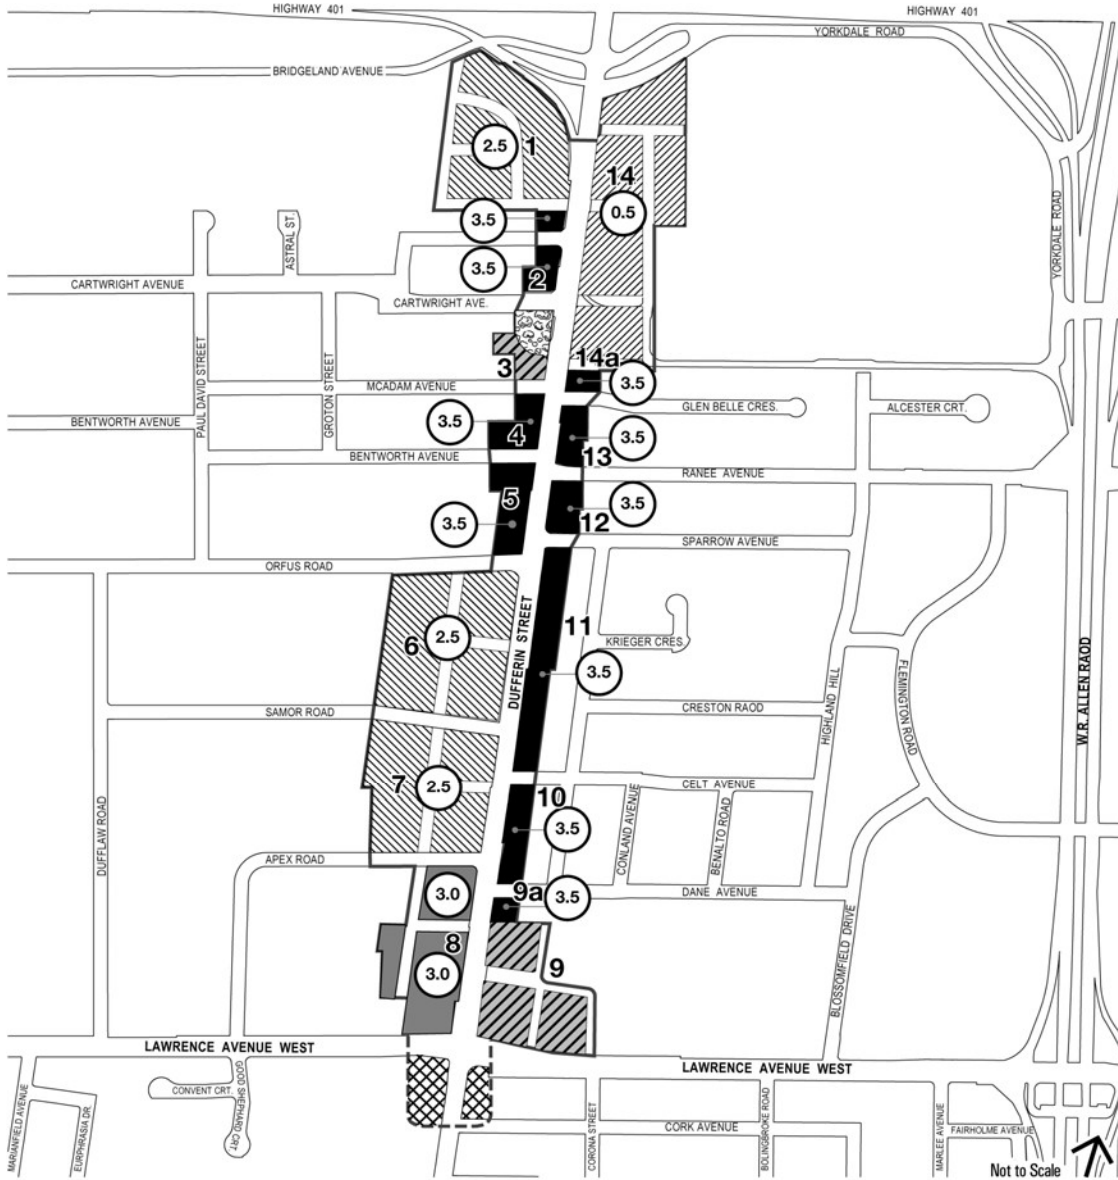 HIGHWAY 401
HIGHWAY 401
YORKDALE ROAD
BRIDGELAND AVENUE
2.5
1
14
0.5
3.5
ASTRAL ST.
YORKDALE ROAD
3.5
2
CARTWRIGHT AVENUE
CARTWRIGHT AVE.
PAUL DAVID STREET
GROTON STREET
3
14a
3.5
MCADAM AVENUE
GLEN BELLE CRES.
ALCESTER CRT.
BENTWORTH AVENUE
3.5
4
3.5
13
BENTWORTH AVENUE
RANEE AVENUE
5
3.5
12
3.5
SPARROW AVENUE
ORFUS ROAD
DUFFERIN STREET
11
6
2.5
KRIEGER CRES.
3.5
HIGHLAND HILL
FLEMINGTON ROAD
W.R. ALLEN RAOD
SAMOR ROAD
CRESTON RAOD
7
2.5
10
CELT AVENUE
3.5
CONLAND AVENUE
BENALTO ROAD
DUFFLAW ROAD
APEX ROAD
3.0
9a
3.5
DANE AVENUE
8
3.0
9
BLOSSOMFIELD DRIVE
LAWRENCE AVENUE WEST
LAWRENCE AVENUE WEST
MARIANFIELD AVENUE
EURPHRASIA DR.
CONVENT CRT.
GOOD SHEPHARD CRT
CORONA STREET
CORK AVENUE
BOLINGBROKE ROAD
MARLEE AVENUE
FAIRHOLME AVENUE
Not to Scale